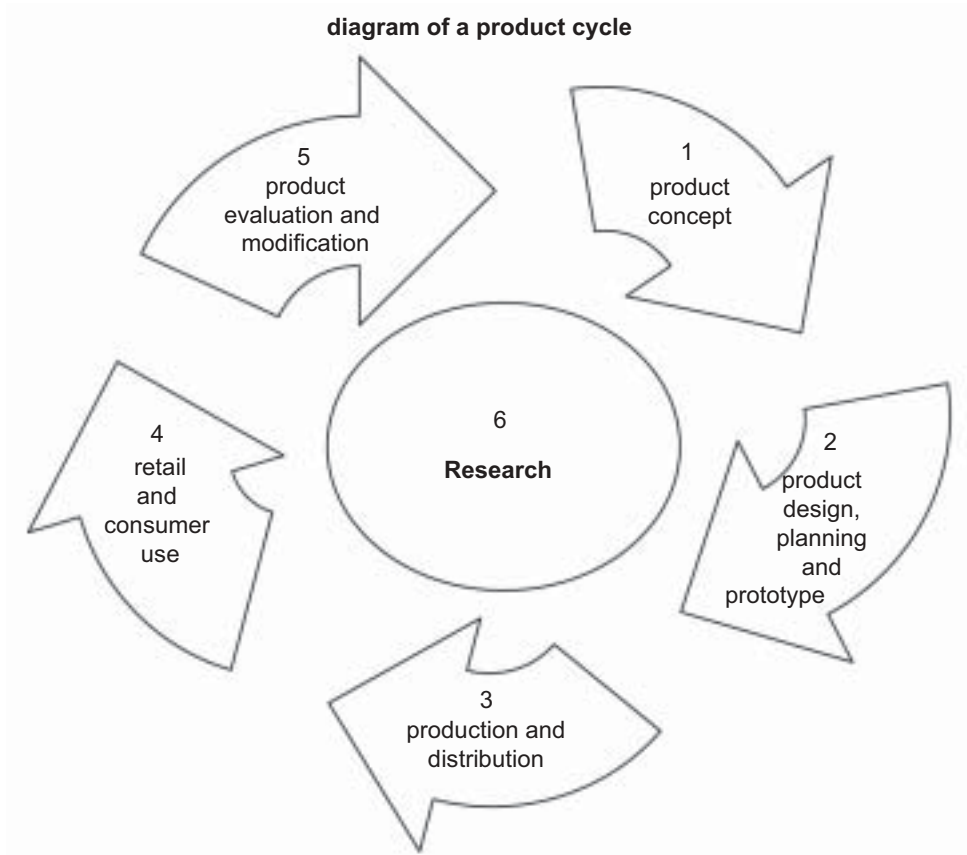 diagram of a product cycle
1
product
concept
2
product
design,
planning
and
prototype
3
production and
distribution
4
retail
and
consumer
use
5
product
evaluation and
modification
6
Research